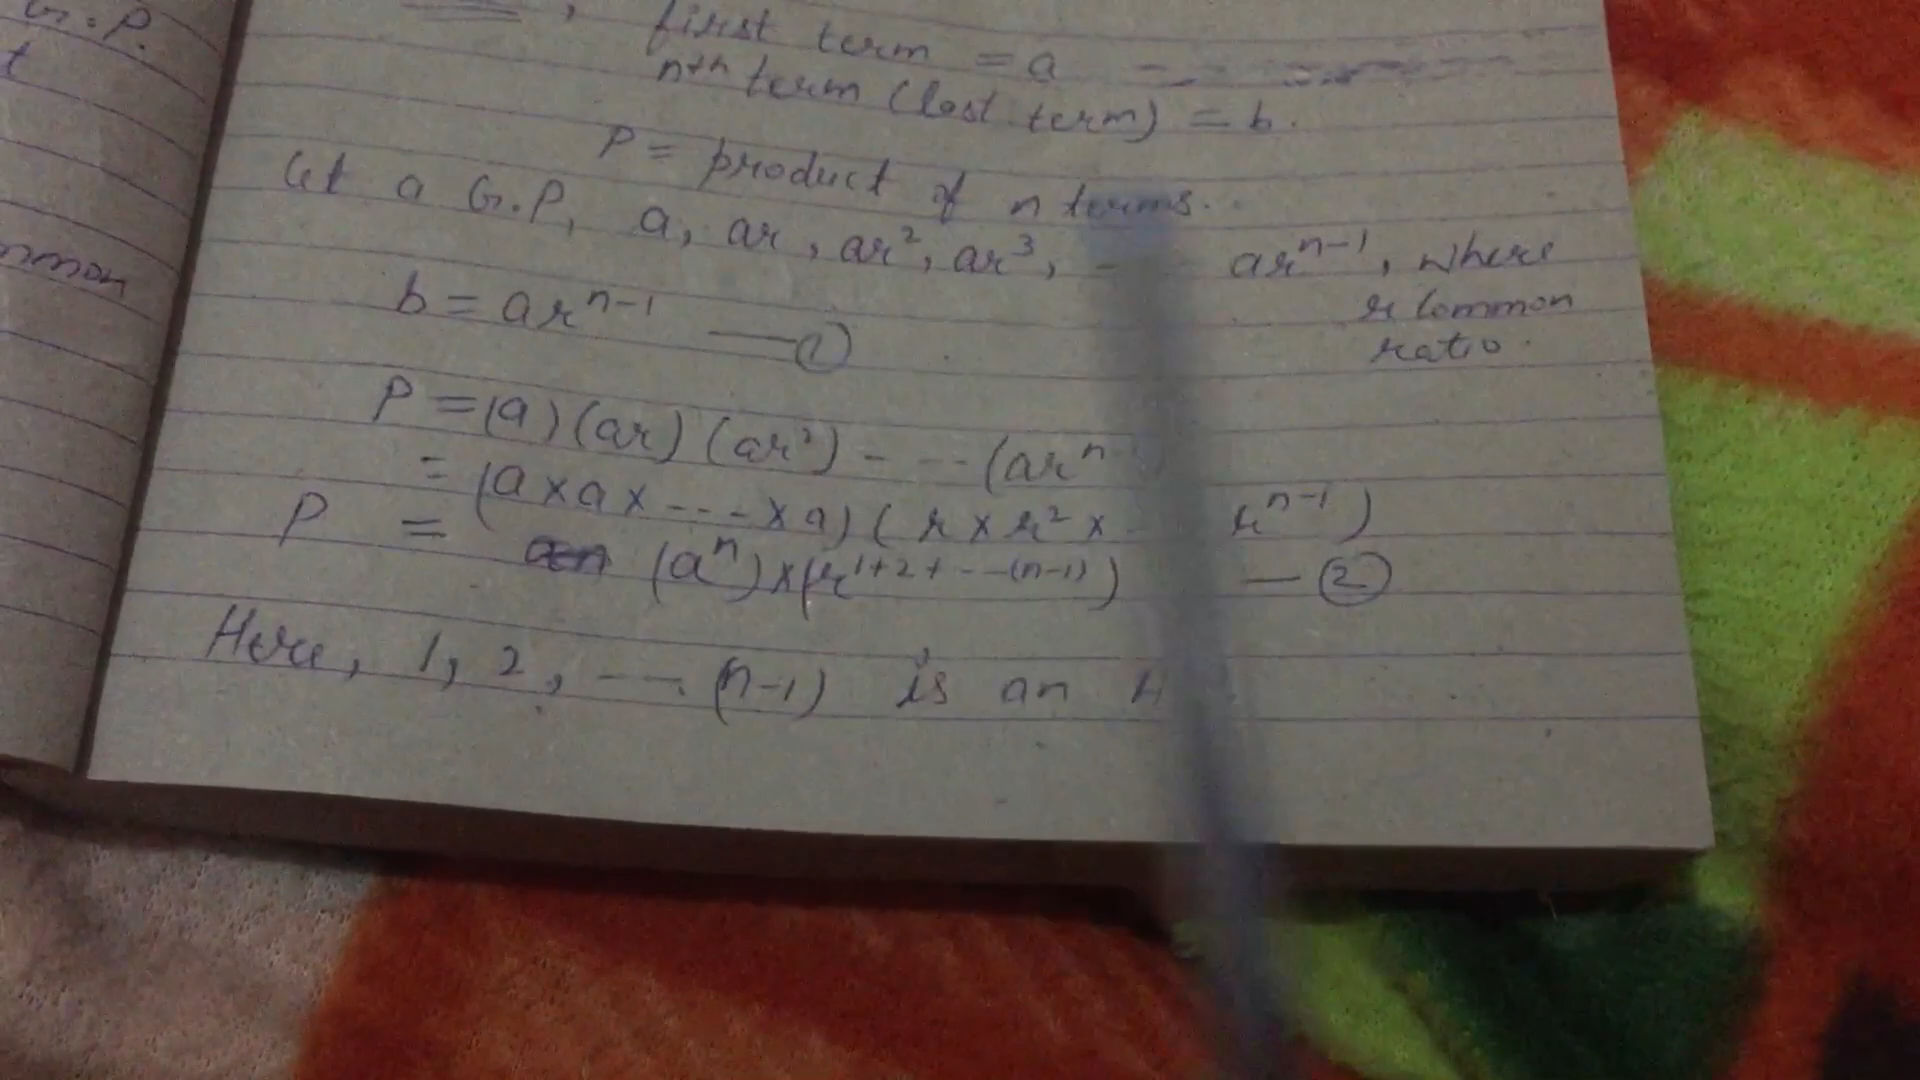 G.P.
t
mmon
first term = a
nth term (last term) = b.
P = product of n terms.
Let a G.P, a, ar, ar², ar³, - arⁿ⁻¹, where
r common
ratio.
b = arⁿ⁻¹ — ①
P = (a) (ar) (ar²) - -- (arⁿ
= (a x a x --- x a) ( r x r² x - rⁿ⁻¹ )
P = (aⁿ) x (r¹⁺²⁺ ⁻⁻⁻⁽ⁿ⁻¹⁾) — ②
Here, 1, 2, --- (n-1) is an